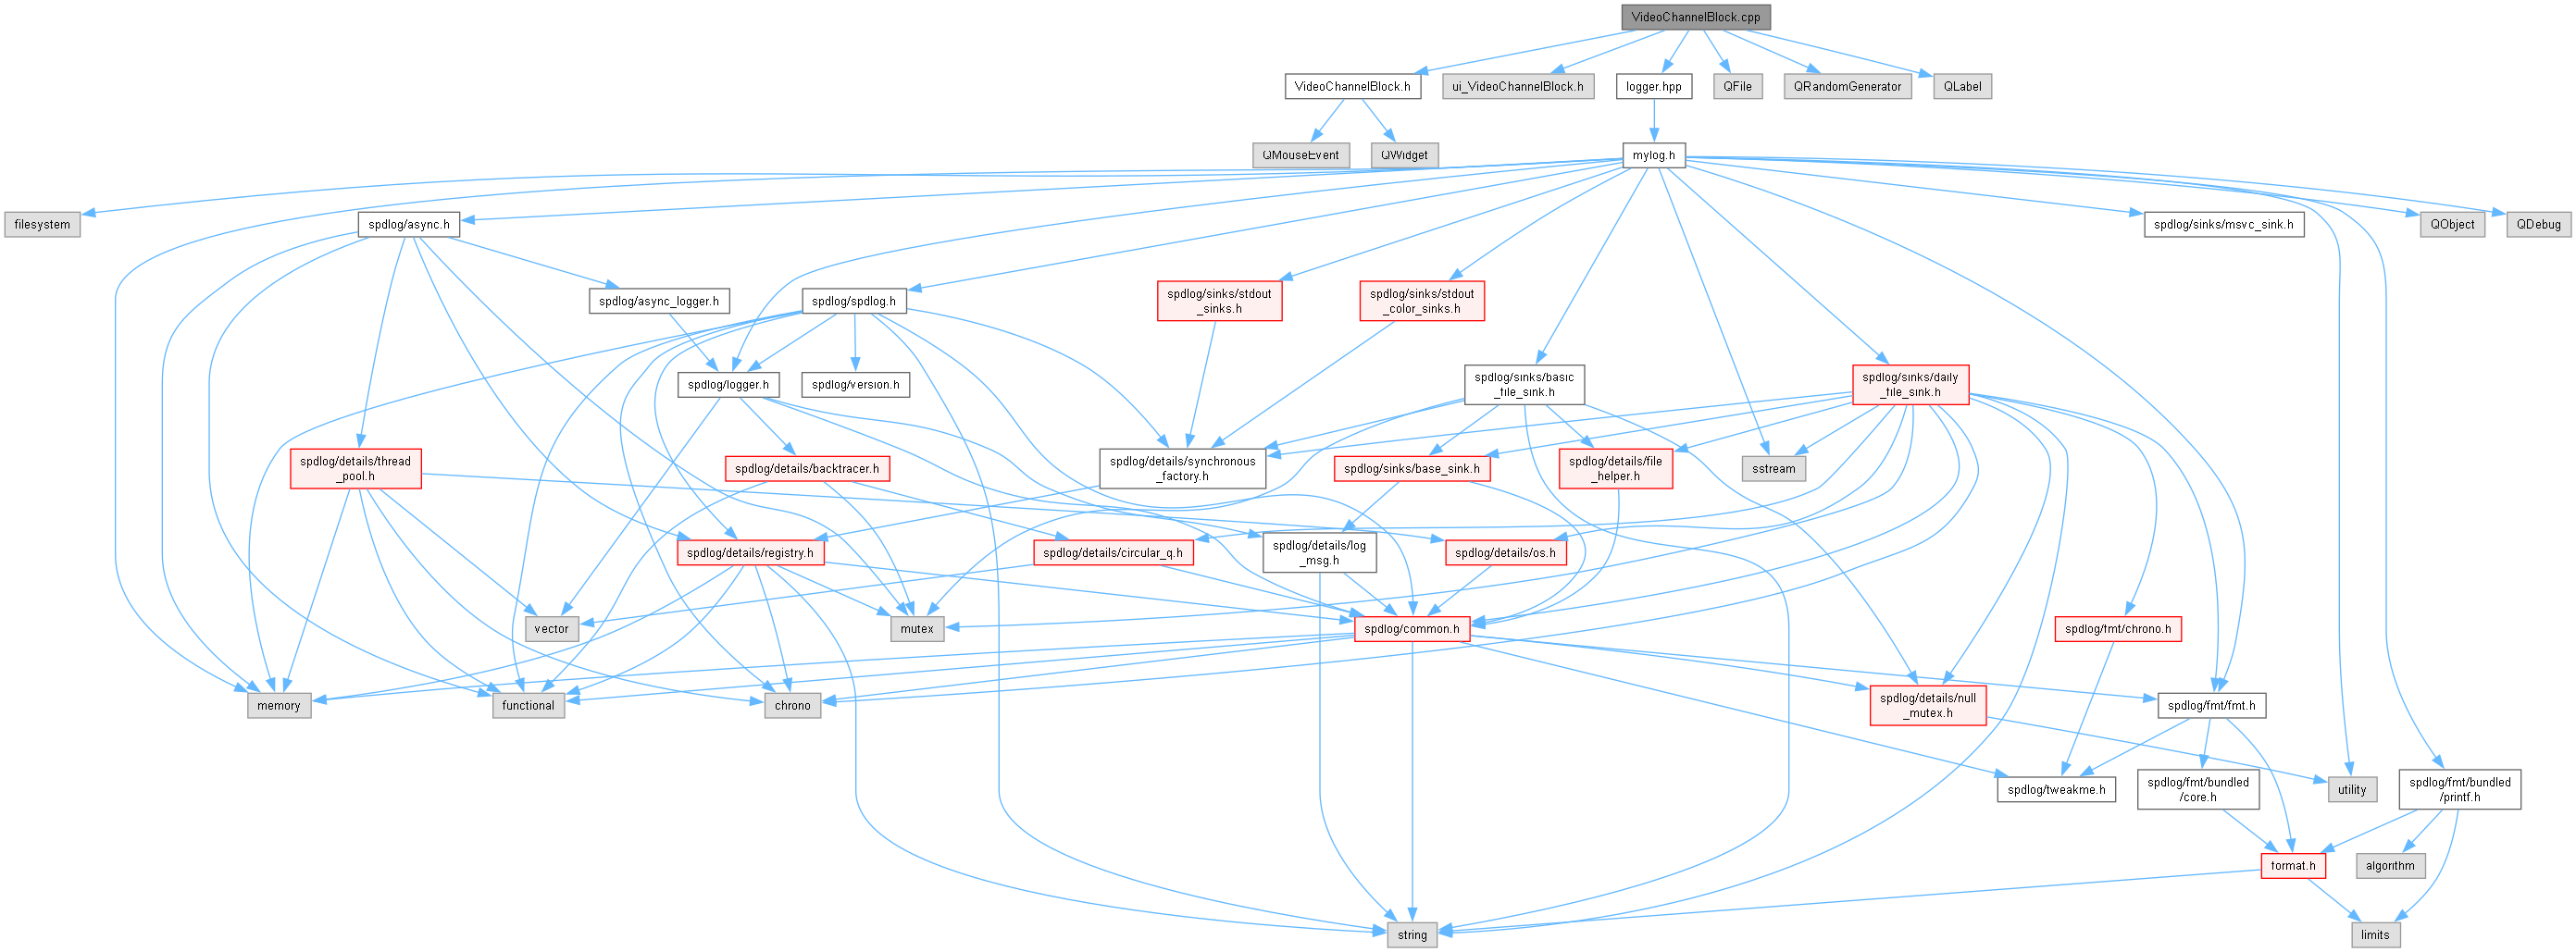 VideoChannelBlock.cpp
VideoChannelBlock.h
ui_VideoChannelBlock.h
logger.hpp
QFile
QRandomGenerator
QLabel
QMouseEvent
QWidget
mylog.h
filesystem
spdlog/async.h
spdlog/sinks/msvc_sink.h
QObject
QDebug
spdlog/async_logger.h
spdlog/spdlog.h
spdlog/sinks/stdout
_sinks.h
spdlog/sinks/stdout
_color_sinks.h
spdlog/logger.h
spdlog/version.h
spdlog/sinks/basic
_file_sink.h
spdlog/sinks/daily
_file_sink.h
spdlog/details/thread
_pool.h
spdlog/details/backtracer.h
spdlog/details/synchronous
_factory.h
spdlog/sinks/base_sink.h
spdlog/details/file
_helper.h
sstream
spdlog/details/registry.h
spdlog/details/circular_q.h
spdlog/details/log
_msg.h
spdlog/details/os.h
vector
mutex
spdlog/common.h
spdlog/fmt/chrono.h
memory
functional
chrono
spdlog/details/null
_mutex.h
spdlog/fmt/fmt.h
spdlog/tweakme.h
spdlog/fmt/bundled
/core.h
utility
spdlog/fmt/bundled
/printf.h
format.h
algorithm
string
limits